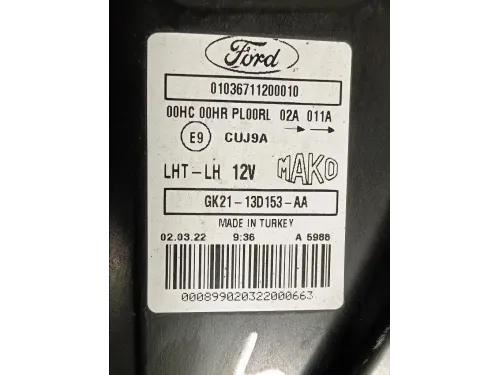 Ford
01036711200010
00HC 00HR PL00RL 02A 011A
E9 CUJ9A
LHT-LH 12V MAKO
GK21-13D153-AA
MADE IN TURKEY
02.03.22 9:36 A 5988
000899020322000663